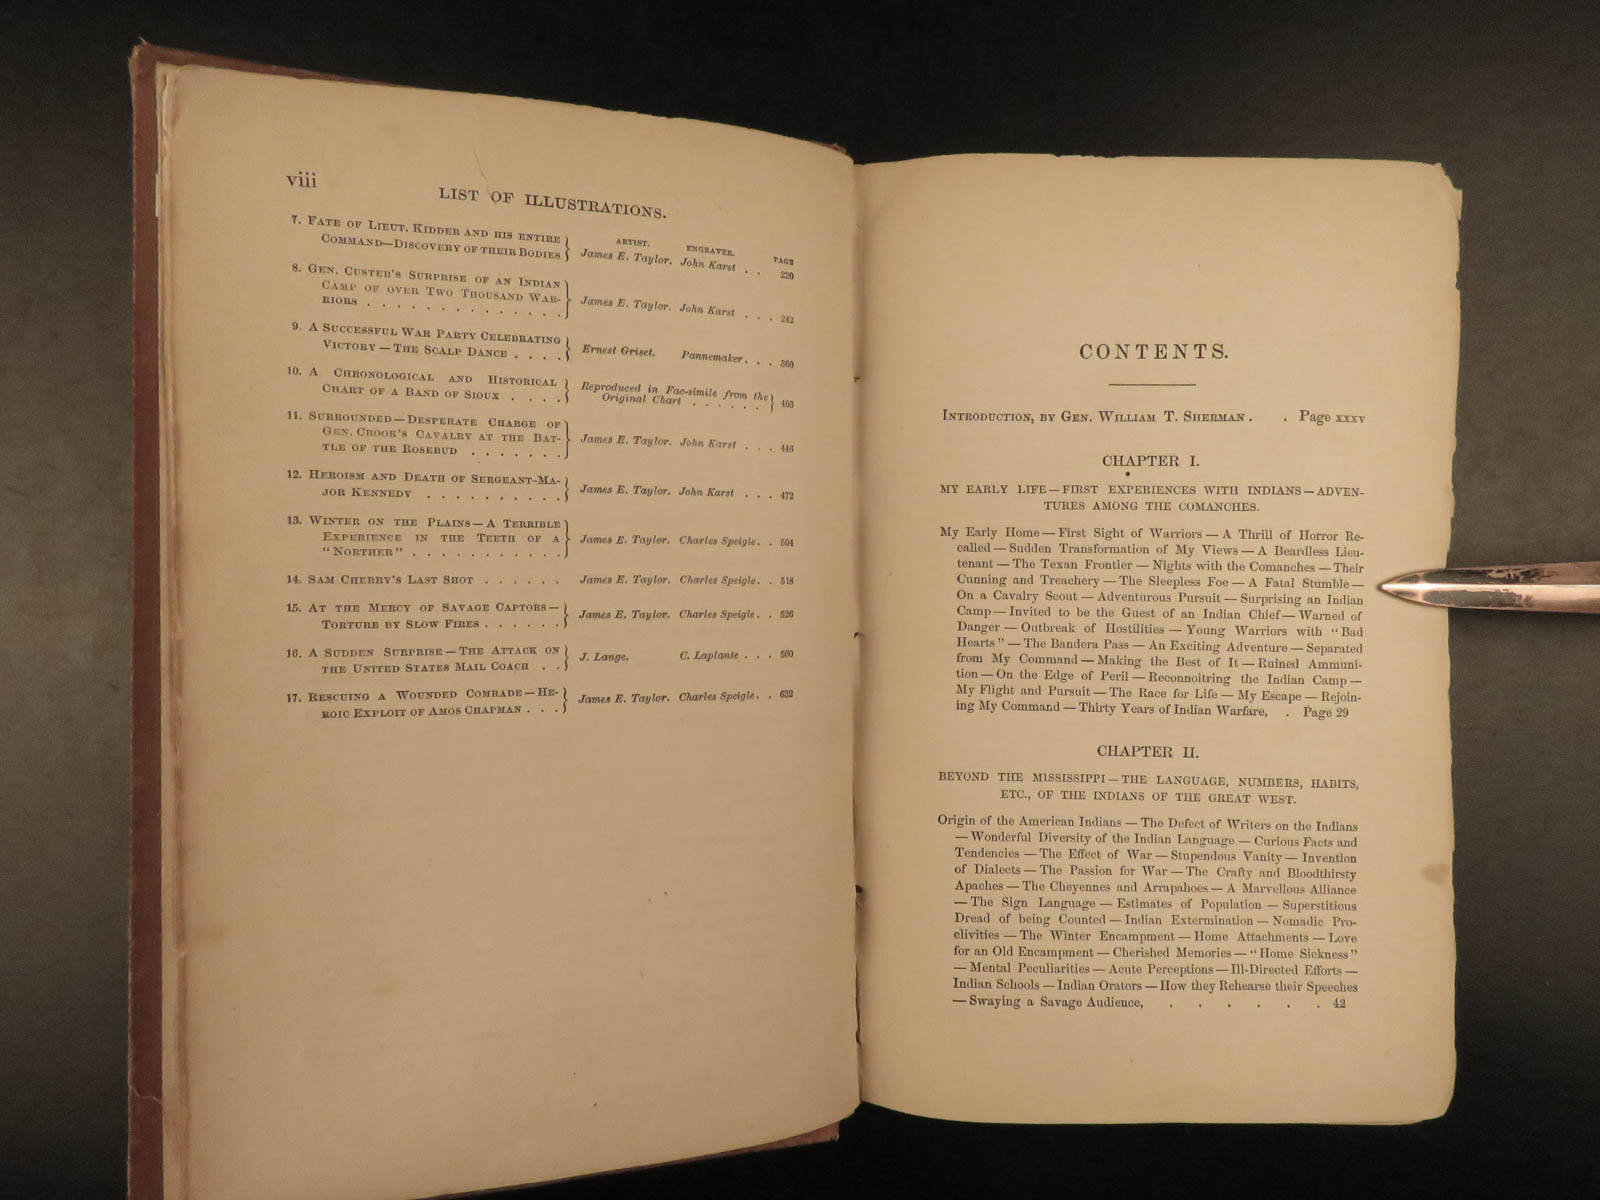 viii
LIST OF ILLUSTRATIONS.
ARTIST. ENGRAVER. PAGE
7. FATE OF LIEUT. KIDDER AND HIS ENTIRE
COMMAND—DISCOVERY OF THEIR BODIES } James E. Taylor. John Karst . . 220
8. GEN. CUSTER'S SURPRISE OF AN INDIAN
CAMP OF OVER TWO THOUSAND WAR-
RIORS . . . . . . . . . . . . . } James E. Taylor. John Karst . . . 242
9. A SUCCESSFUL WAR PARTY CELEBRATING
VICTORY—THE SCALP DANCE . . . . } Ernest Griset. Pannemaker. . . 360
10. A CHRONOLOGICAL AND HISTORICAL
CHART OF A BAND OF SIOUX . . . . } Reproduced in Fac-simile from the
Original Chart . . . . . . } 403
11. SURROUNDED—DESPERATE CHARGE OF
GEN. CROOK'S CAVALRY AT THE BAT-
TLE OF THE ROSEBUD . . . . . . . } James E. Taylor. John Karst . . . 446
12. HEROISM AND DEATH OF SERGEANT-MA-
JOR KENNEDY . . . . . . . . . . } James E. Taylor. John Karst . . . 472
13. WINTER ON THE PLAINS—A TERRIBLE
EXPERIENCE IN THE TEETH OF A
"NORTHER" . . . . . . . . . . . } James E. Taylor. Charles Speigle. . 504
14. SAM CHERRY'S LAST SHOT . . . . . . James E. Taylor. Charles Speigle. . 518
15. AT THE MERCY OF SAVAGE CAPTORS—
TORTURE BY SLOW FIRES . . . . . . } James E. Taylor. Charles Speigle. . 526
16. A SUDDEN SURPRISE—THE ATTACK ON
THE UNITED STATES MAIL COACH . . } J. Lange. C. Laplante . . . 560
17. RESCUING A WOUNDED COMRADE—HE-
ROIC EXPLOIT OF AMOS CHAPMAN . . . } James E. Taylor. Charles Speigle. . 632
CONTENTS.
INTRODUCTION, BY GEN. WILLIAM T. SHERMAN . . Page xxxv
CHAPTER I.
MY EARLY LIFE—FIRST EXPERIENCES WITH INDIANS—ADVEN-
TURES AMONG THE COMANCHES.
My Early Home—First Sight of Warriors—A Thrill of Horror Re-
called—Sudden Transformation of My Views—A Beardless Lieu-
tenant—The Texan Frontier—Nights with the Comanches—Their
Cunning and Treachery—The Sleepless Foe—A Fatal Stumble—
On a Cavalry Scout—Adventurous Pursuit—Surprising an Indian
Camp—Invited to be the Guest of an Indian Chief—Warned of
Danger—Outbreak of Hostilities—Young Warriors with "Bad
Hearts"—The Bandera Pass—An Exciting Adventure—Separated
from My Command—Making the Best of It—Ruined Ammuni-
tion—On the Edge of Peril—Reconnoitring the Indian Camp—
My Flight and Pursuit—The Race for Life—My Escape—Rejoin-
ing My Command—Thirty Years of Indian Warfare, . Page 29
CHAPTER II.
BEYOND THE MISSISSIPPI—THE LANGUAGE, NUMBERS, HABITS,
ETC., OF THE INDIANS OF THE GREAT WEST.
Origin of the American Indians—The Defect of Writers on the Indians
—Wonderful Diversity of the Indian Language—Curious Facts and
Tendencies—The Effect of War—Stupendous Vanity—Invention
of Dialects—The Passion for War—The Crafty and Bloodthirsty
Apaches—The Cheyennes and Arrapahoes—A Marvellous Alliance
—The Sign Language—Estimates of Population—Superstitious
Dread of being Counted—Indian Extermination—Nomadic Pro-
clivities—The Winter Encampment—Home Attachments—Love
for an Old Encampment—Cherished Memories—"Home Sickness"
—Mental Peculiarities—Acute Perceptions—Ill-Directed Efforts—
Indian Schools—Indian Orators—How they Rehearse their Speeches
—Swaying a Savage Audience, . . . . . . 42